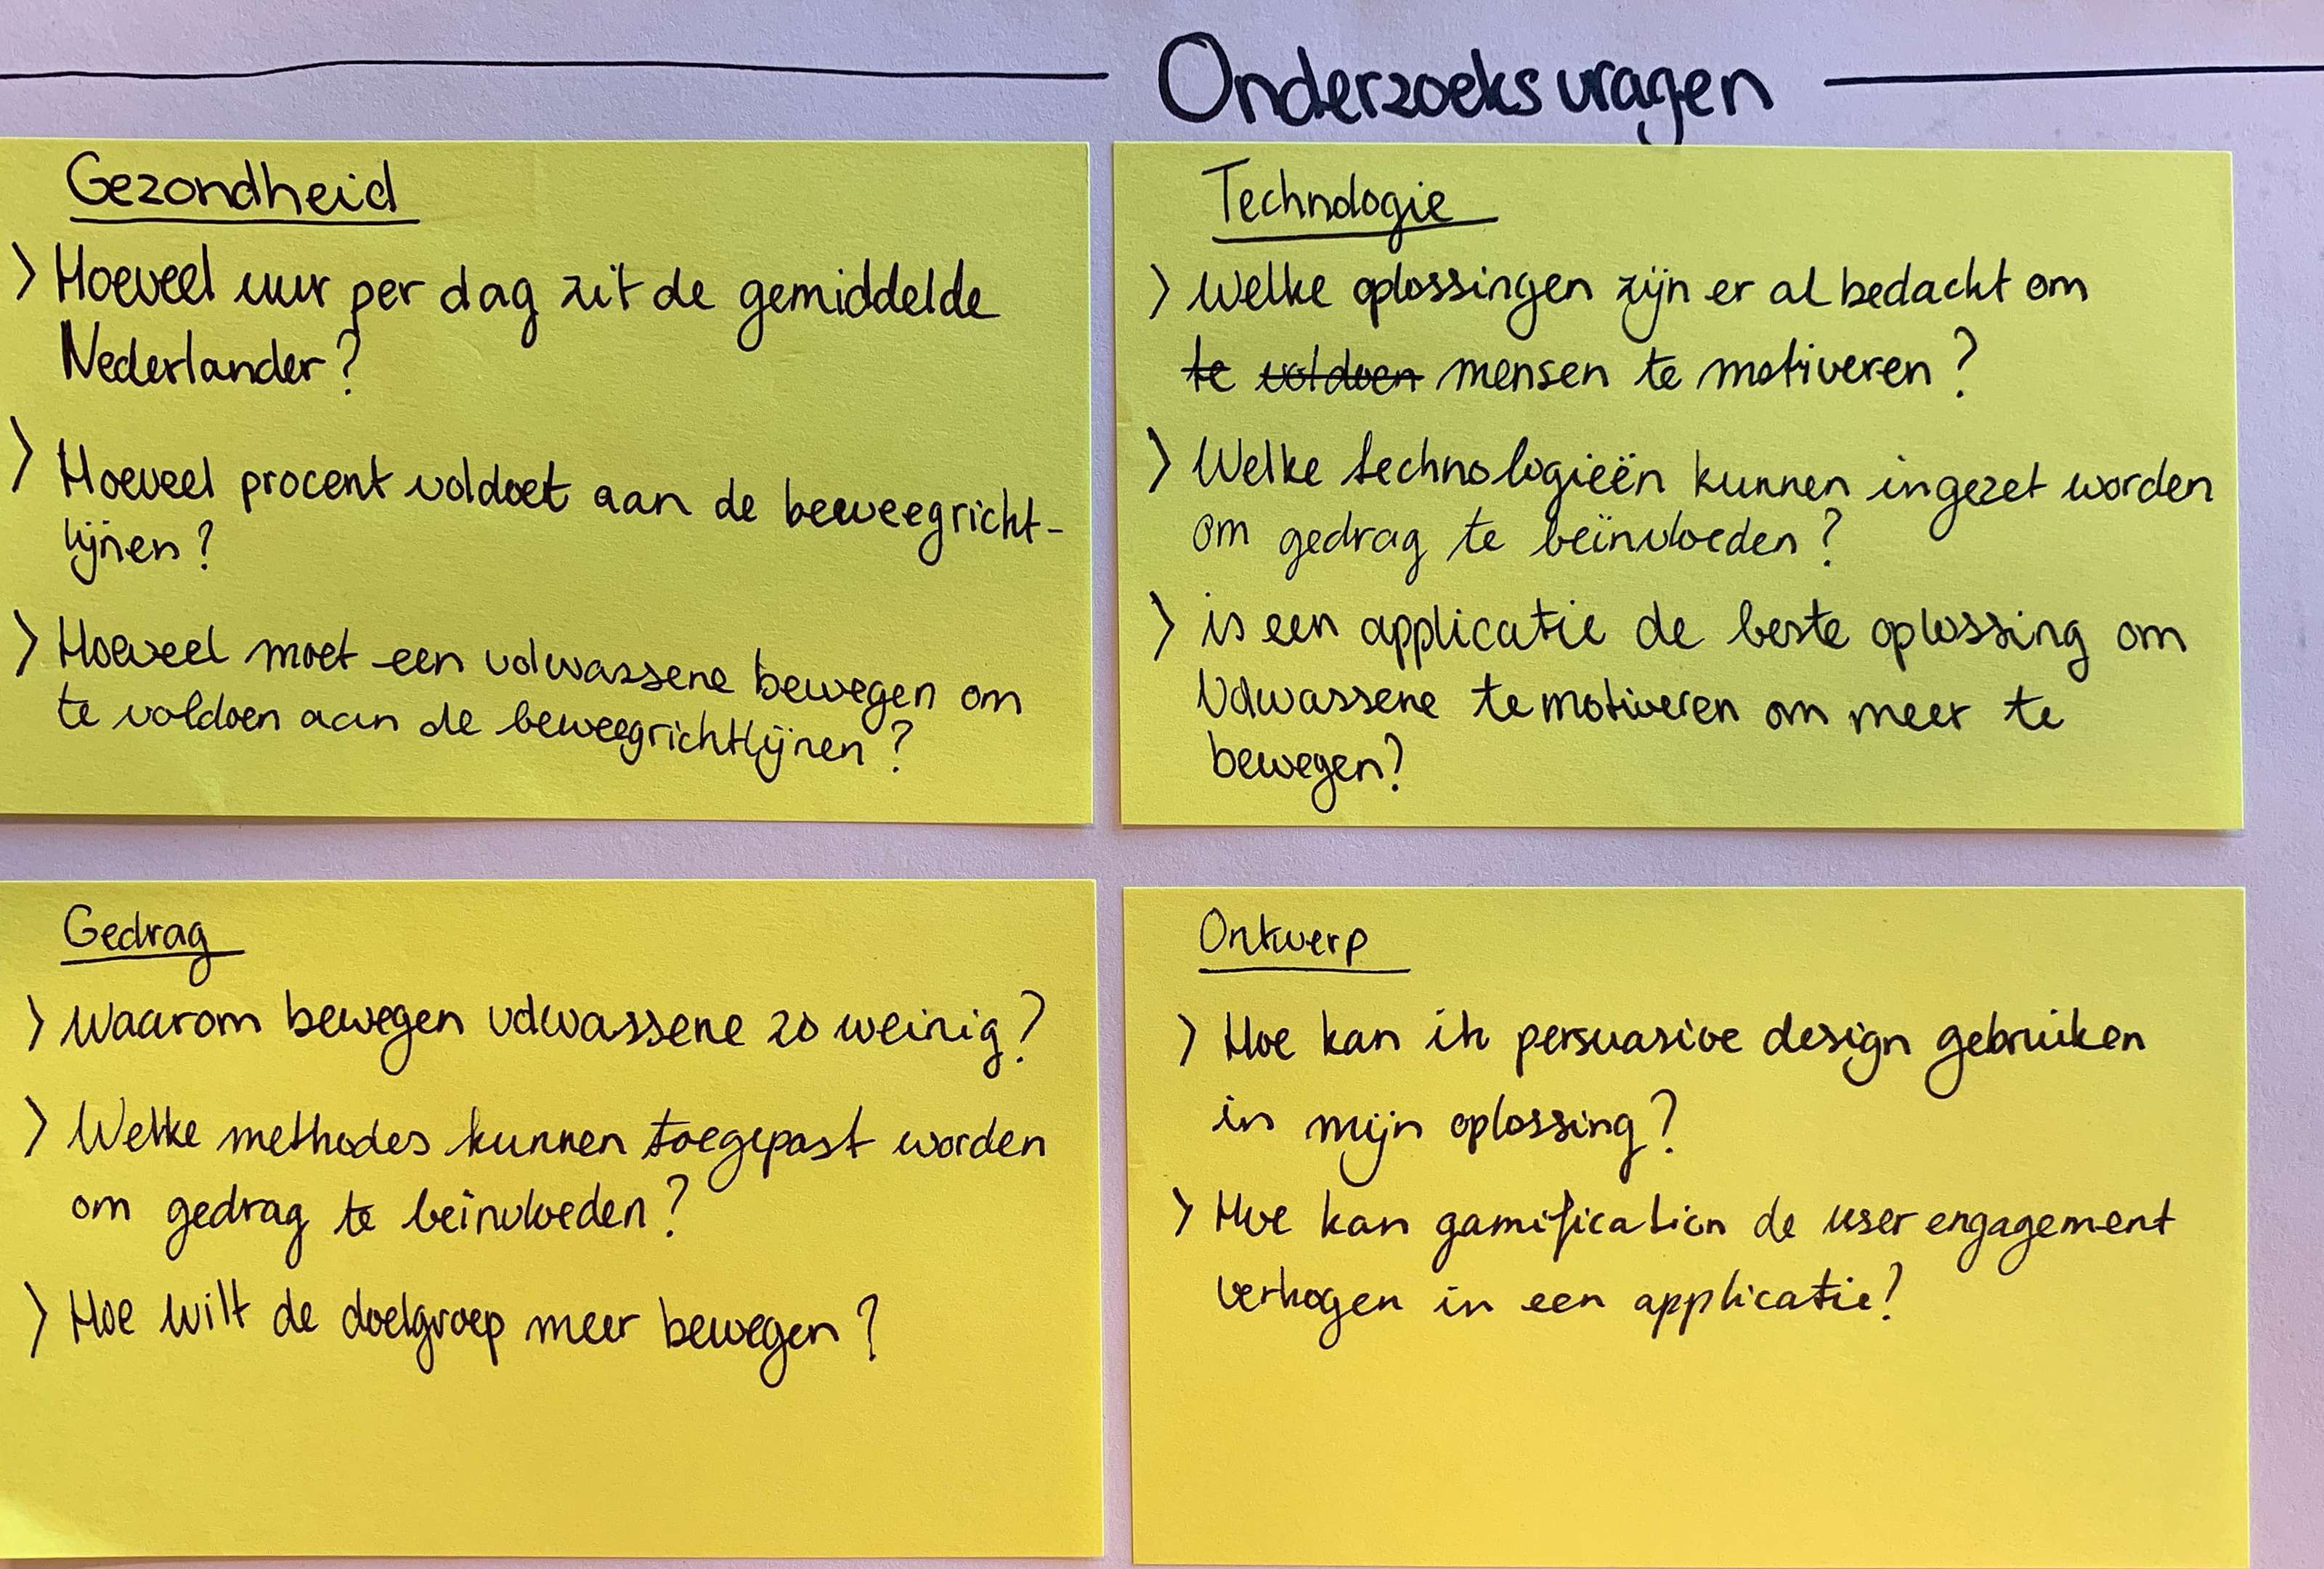 Onderzoeksvragen
Gezondheid
> Hoeveel uur per dag zit de gemiddelde
Nederlander?
> Hoeveel procent voldoet aan de beweegricht-
lijnen?
> Hoeveel moet een volwassene bewegen om
te voldoen aan de beweegrichtlijnen?
Technologie
> Welke oplossingen zijn er al bedacht om
te voldoen mensen te motiveren?
> Welke technologieën kunnen ingezet worden
om gedrag te beïnvloeden?
> is een applicatie de beste oplossing om
Volwassene te motiveren om meer te
bewegen?
Gedrag
> Waarom bewegen volwassene zo weinig?
> Welke methodes kunnen toegepast worden
om gedrag te beïnvloeden?
> Hoe wilt de doelgroep meer bewegen?
Ontwerp
> Hoe kan ik persuasive design gebruiken
in mijn oplossing?
> Hoe kan gamification de user engagement
verhogen in een applicatie?